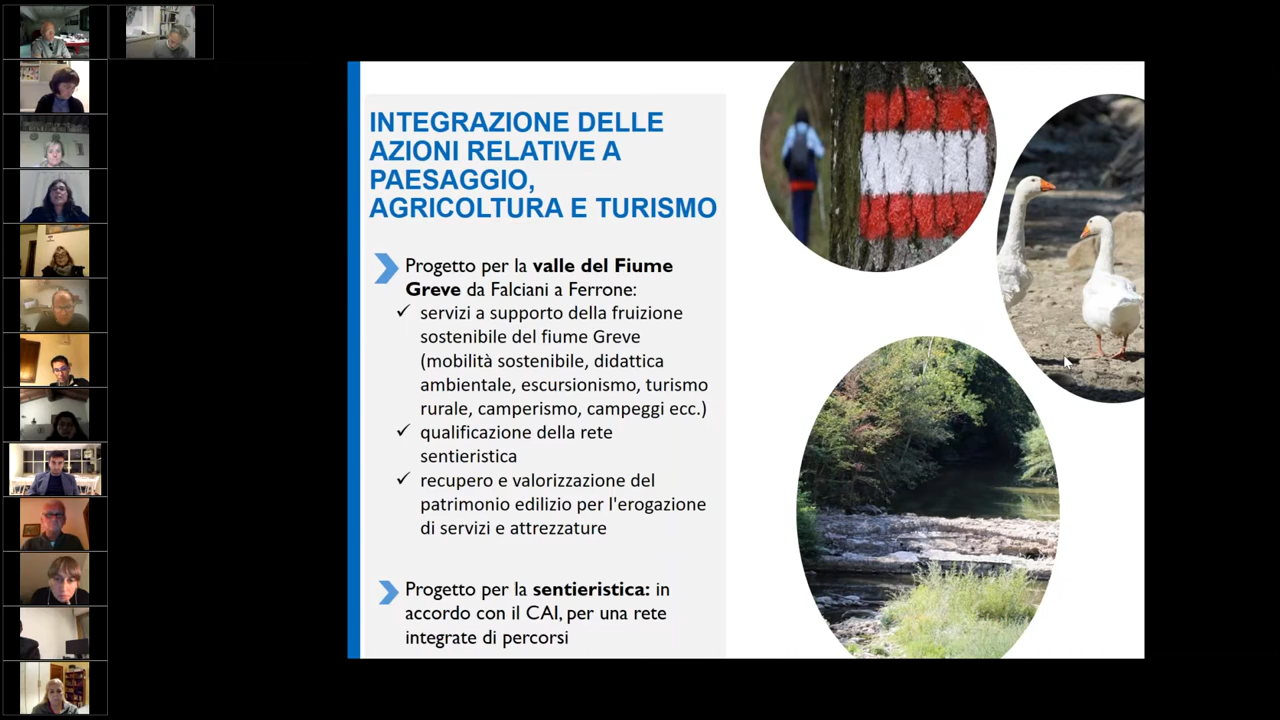 INTEGRAZIONE DELLE
AZIONI RELATIVE A
PAESAGGIO,
AGRICOLTURA E TURISMO
Progetto per la valle del Fiume
Greve da Falciani a Ferrone:
servizi a supporto della fruizione
sostenibile del fiume Greve
(mobilità sostenibile, didattica
ambientale, escursionismo, turismo
rurale, camperismo, campeggi ecc.)
qualificazione della rete
sentieristica
recupero e valorizzazione del
patrimonio edilizio per l'erogazione
di servizi e attrezzature
Progetto per la sentieristica: in
accordo con il CAI, per una rete
integrate di percorsi